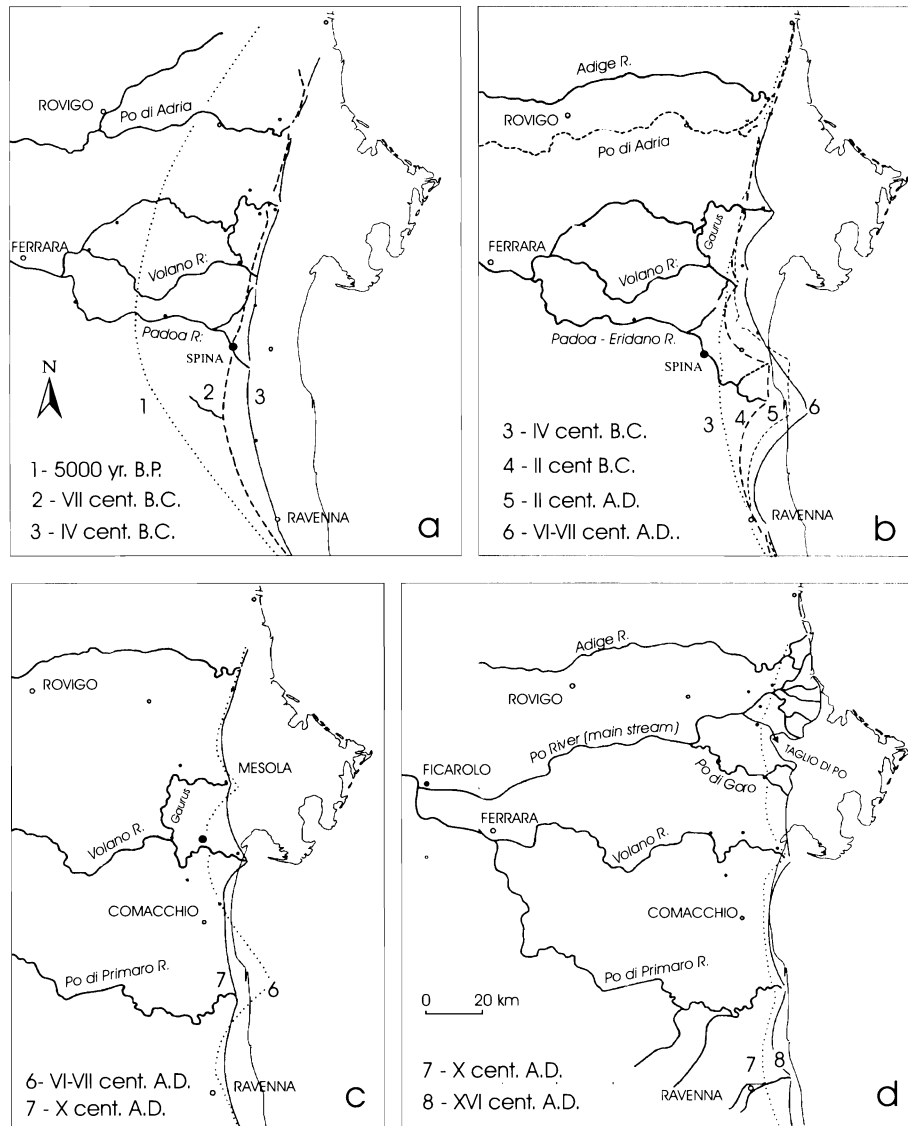 ROVIGO
Po di Adria
FERRARA
Volano R:
Padoa R:
SPINA
N
1
2
3
1- 5000 yr. B.P.
2 - VII cent. B.C.
3 - IV cent. B.C.
RAVENNA
a
Adige R.
ROVIGO
Po di Adria
Gaurus
FERRARA
Volano R:
Padoa - Eridano R.
SPINA
3
4
5
6
3 - IV cent. B.C.
4 - II cent B.C.
5 - II cent. A.D.
6 - VI-VII cent. A.D..
RAVENNA
b
ROVIGO
MESOLA
Gaurus
Volano R.
COMACCHIO
Po di Primaro R.
7
6
6- VI-VII cent. A.D.
7 - X cent. A.D.
RAVENNA
c
Adige R.
ROVIGO
Po River (main stream)
TAGLIO DI PO
Po di Goro
FICAROLO
FERRARA
Volano R.
COMACCHIO
Po di Primaro R.
0 20 km
7
8
7 - X cent. A.D.
8 - XVI cent. A.D.
RAVENNA
d